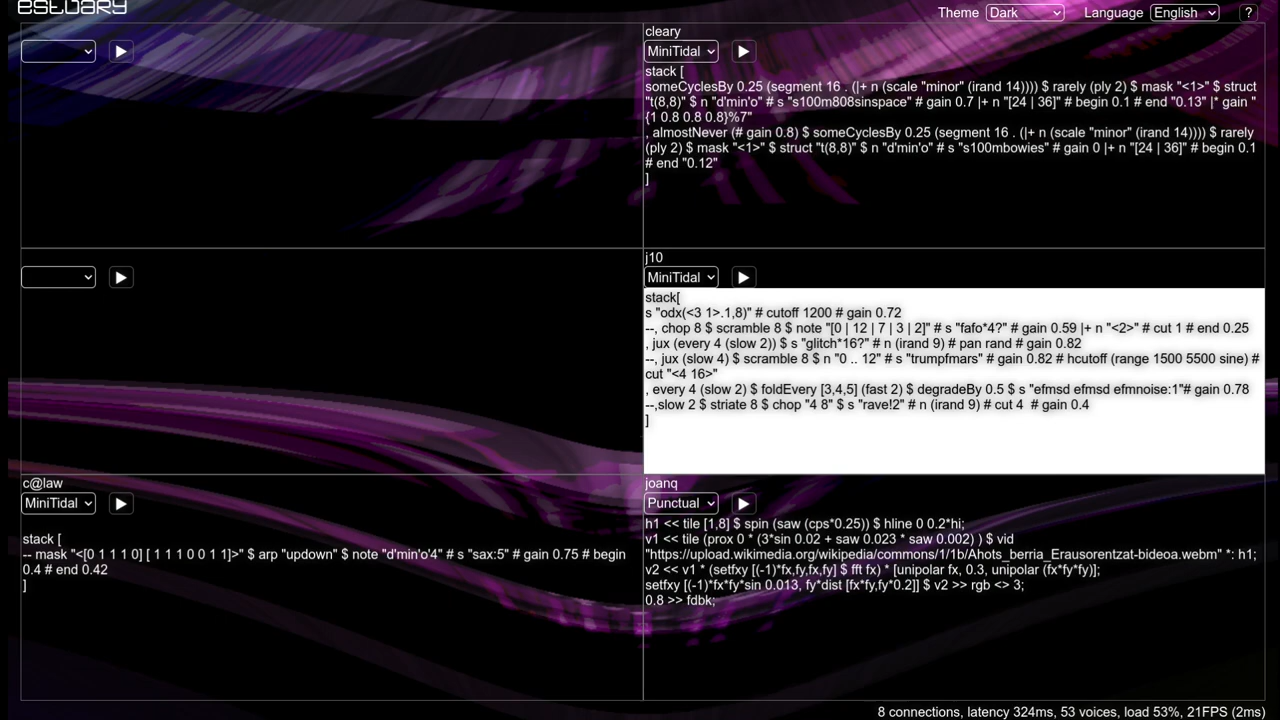 estuary
Theme Dark Language English ?
cleary
MiniTidal
stack [
someCyclesBy 0.25 (segment 16 . (|+ n (scale "minor" (irand 14)))) $ rarely (ply 2) $ mask "<1>" $ struct
"t(8,8)" $ n "d'min'o" # s "s100m808sinspace" # gain 0.7 |+ n "[24 | 36]" # begin 0.1 # end "0.13" |* gain "
{1 0.8 0.8 0.8}%7"
, almostNever (# gain 0.8) $ someCyclesBy 0.25 (segment 16 . (|+ n (scale "minor" (irand 14)))) $ rarely
(ply 2) $ mask "<1>" $ struct "t(8,8)" $ n "d'min'o" # s "s100mbowies" # gain 0 |+ n "[24 | 36]" # begin 0.1
# end "0.12"
]
j10
MiniTidal
stack[
s "odx(<3 1>.1,8)" # cutoff 1200 # gain 0.72
--, chop 8 $ scramble 8 $ note "[0 | 12 | 7 | 3 | 2]" # s "fafo*4?" # gain 0.59 |+ n "<2>" # cut 1 # end 0.25
, jux (every 4 (slow 2)) $ s "glitch*16?" # n (irand 9) # pan rand # gain 0.82
--, jux (slow 4) $ scramble 8 $ n "0 .. 12" # s "trumpfmars" # gain 0.82 # hcutoff (range 1500 5500 sine) #
cut "<4 16>"
, every 4 (slow 2) $ foldEvery [3,4,5] (fast 2) $ degradeBy 0.5 $ s "efmsd efmsd efmnoise:1"# gain 0.78
--,slow 2 $ striate 8 $ chop "4 8" $ s "rave!2" # n (irand 9) # cut 4  # gain 0.4
]
c@law
MiniTidal
stack [
-- mask "<[0 1 1 1 0] [ 1 1 1 0 0 1 1]>" $ arp "updown" $ note "d'min'o'4" # s "sax:5" # gain 0.75 # begin
0.4 # end 0.42
]
joanq
Punctual
h1 << tile [1,8] $ spin (saw (cps*0.25)) $ hline 0 0.2*hi;
v1 << tile (prox 0 * (3*sin 0.02 + saw 0.023 * saw 0.002) ) $ vid
"https://upload.wikimedia.org/wikipedia/commons/1/1b/Ahots_berria_Erausorentzat-bideoa.webm" *: h1;
v2 << v1 * (setfxy [(-1)*fx,fy,fx,fy] $ fft fx) * [unipolar fx, 0.3, unipolar (fx*fy*fy)];
setfxy [(-1)*fx*fy*sin 0.013, fy*dist [fx*fy,fy*0.2]] $ v2 >> rgb <> 3;
0.8 >> fdbk;
8 connections, latency 324ms, 53 voices, load 53%, 21FPS (2ms)